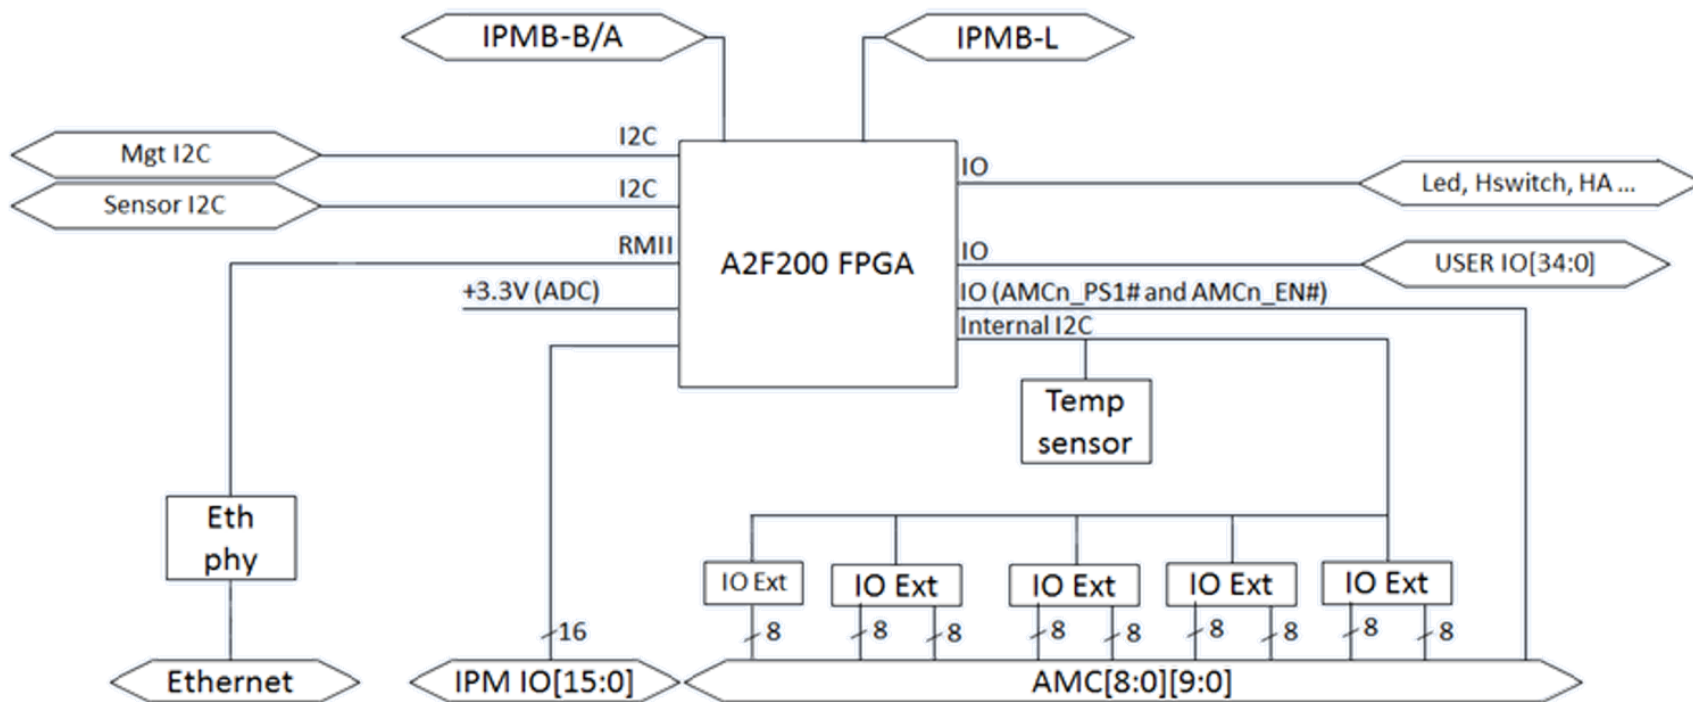 IPMB-B/A
IPMB-L
I2C
Mgt I2C
IO
Led, Hswitch, HA ...
I2C
Sensor I2C
RMII
A2F200 FPGA
IO
USER IO[34:0]
+3.3V (ADC)
IO (AMCn_PS1# and AMCn_EN#)
Internal I2C
Temp
sensor
Eth
phy
IO Ext
IO Ext
IO Ext
IO Ext
IO Ext
16
8
8
8
8
8
8
8
8
8
Ethernet
IPM IO[15:0]
AMC[8:0][9:0]